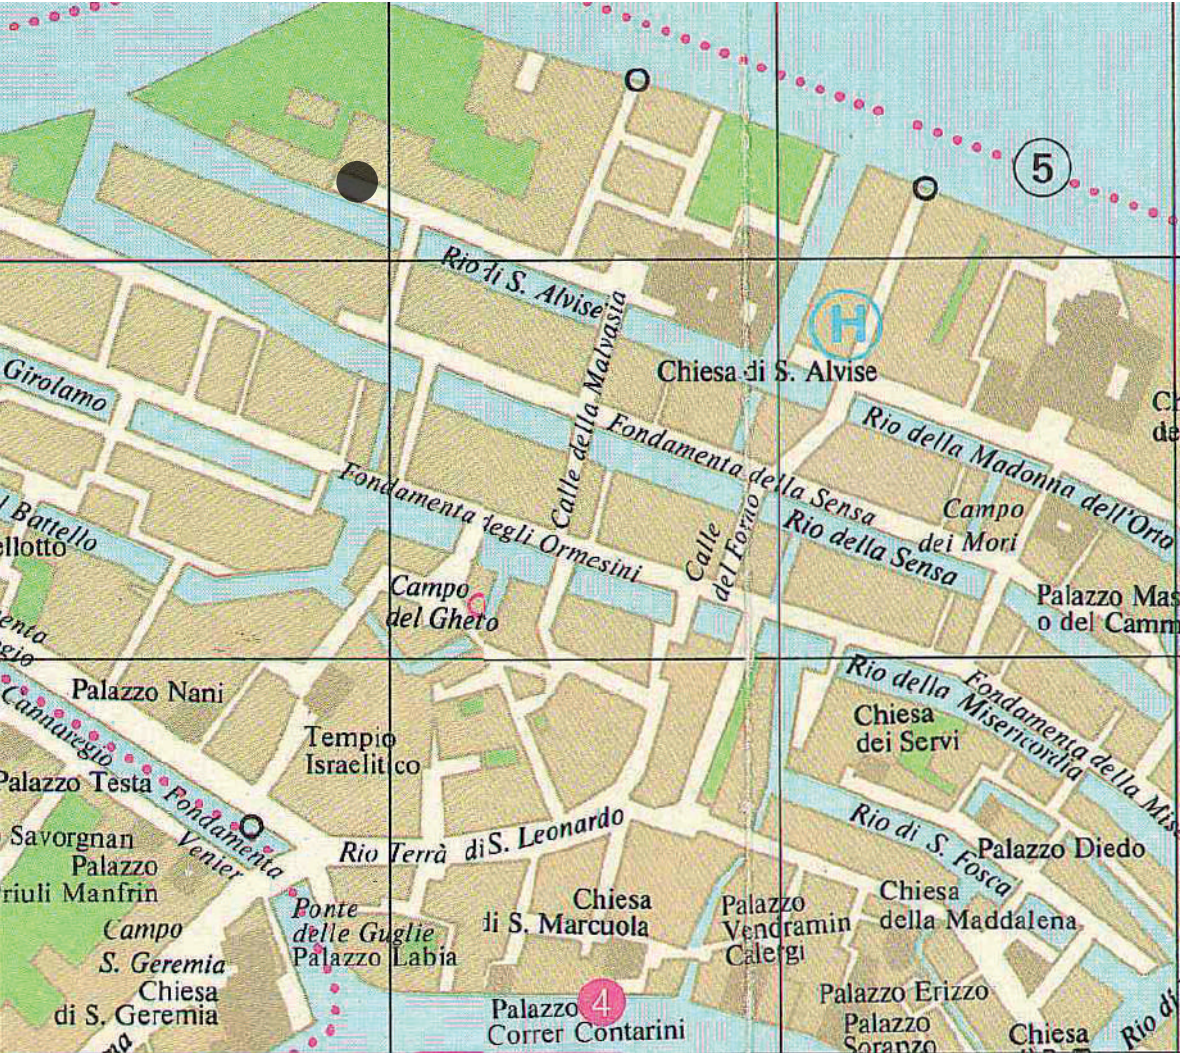 5
Rio di S. Alvise
H
Chiesa di S. Alvise
Girolamo
Calle della Malvasia
Fondamenta della Sensa
Rio della Madonna dell'Orto
Fondamenta degli Ormesini
Calle
del Forno
Rio della Sensa
Campo
dei Mori
Battello
Campo
del Gheto
Palazzo
o del
Palazzo Nani
Cannaregio
Rio della Misericordia
Fondamenta della
Chiesa
dei Servi
Tempio
Israelitico
Palazzo Testa
Fondamenta
Venier
Savorgnan
Palazzo
Manfrin
Rio Terrà di S. Leonardo
Rio di S. Fosca
Palazzo Diedo
Chiesa
di S. Marcuola
Palazzo
Vendramin
Calergi
Chiesa
della Maddalena
Ponte
delle Guglie
Palazzo Labia
Campo
S. Geremia
Chiesa
di S. Geremia
Palazzo
Correr Contarini
4
Palazzo Erizzo
Palazzo
Soranzo
Chiesa
Rio di